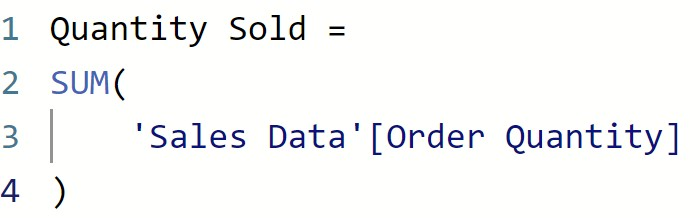 1 Quantity Sold =
2 SUM(
3 'Sales Data'[Order Quantity]
4 )